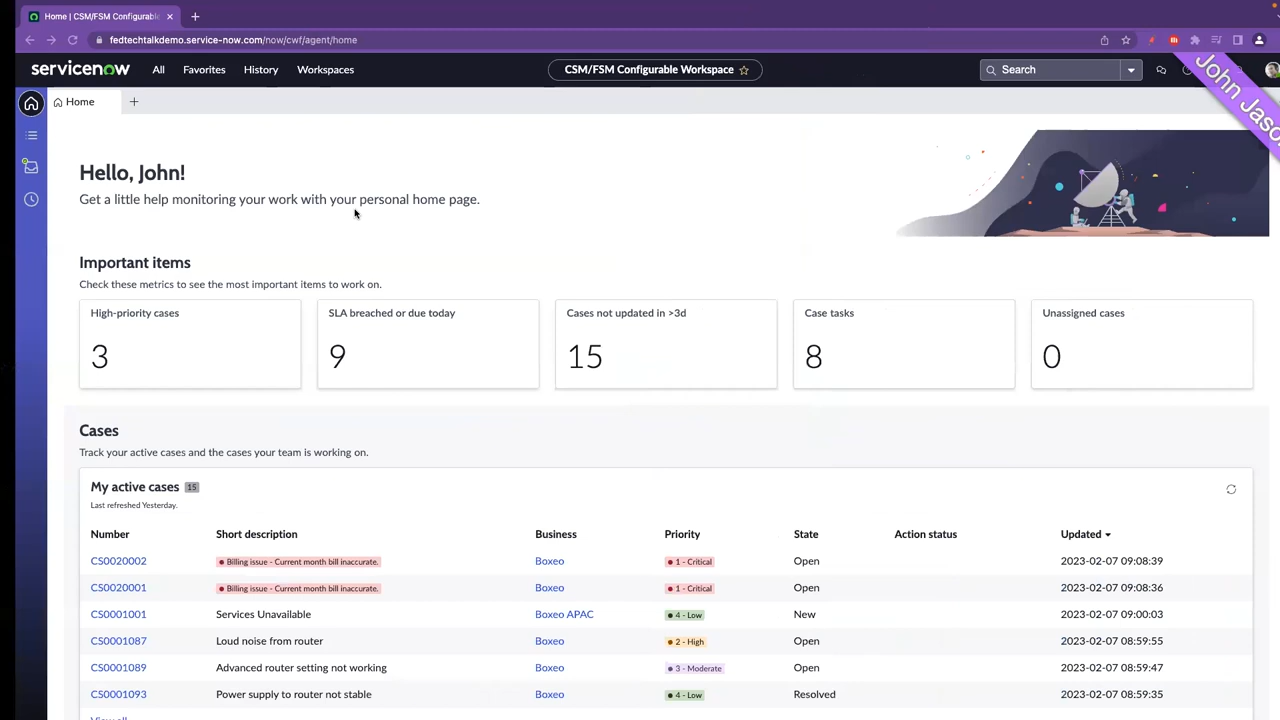 Home | CSM/FSM Configurable
fedtechtalkdemo.service-now.com/now/cwf/agent/home
servicenow All Favorites History Workspaces CSM/FSM Configurable Workspace Search
John Jaso
Home
Hello, John!
Get a little help monitoring your work with your personal home page.
Important items
Check these metrics to see the most important items to work on.
High-priority cases SLA breached or due today Cases not updated in >3d Case tasks Unassigned cases
3 9 15 8 0
Cases
Track your active cases and the cases your team is working on.
My active cases 15
Last refreshed Yesterday.
Number Short description Business Priority State Action status Updated
CS0020002 Billing issue - Current month bill inaccurate. Boxeo 1 - Critical Open 2023-02-07 09:08:39
CS0020001 Billing issue - Current month bill inaccurate. Boxeo 1 - Critical Open 2023-02-07 09:08:36
CS0001001 Services Unavailable Boxeo APAC 4 - Low New 2023-02-07 09:00:03
CS0001087 Loud noise from router Boxeo 2 - High Open 2023-02-07 08:59:55
CS0001089 Advanced router setting not working Boxeo 3 - Moderate Open 2023-02-07 08:59:47
CS0001093 Power supply to router not stable Boxeo 4 - Low Resolved 2023-02-07 08:59:35
View all